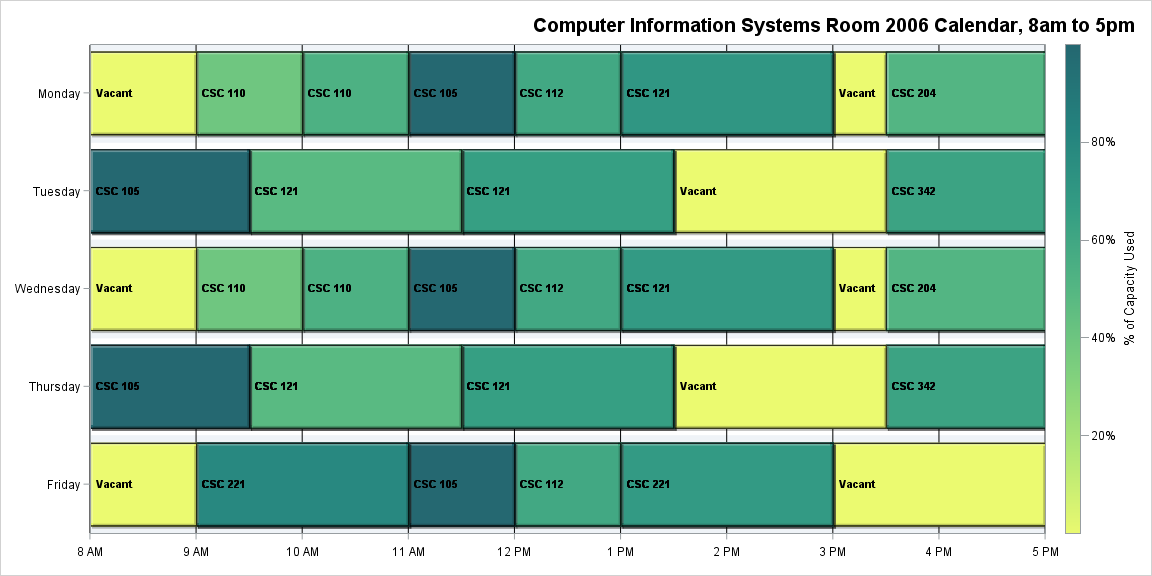 Computer Information Systems Room 2006 Calendar, 8am to 5pm
Monday
Vacant
CSC 110
CSC 110
CSC 105
CSC 112
CSC 121
Vacant
CSC 204
Tuesday
CSC 105
CSC 121
CSC 121
Vacant
CSC 342
Wednesday
Vacant
CSC 110
CSC 110
CSC 105
CSC 112
CSC 121
Vacant
CSC 204
Thursday
CSC 105
CSC 121
CSC 121
Vacant
CSC 342
Friday
Vacant
CSC 221
CSC 105
CSC 112
CSC 221
Vacant
8 AM
9 AM
10 AM
11 AM
12 PM
1 PM
2 PM
3 PM
4 PM
5 PM
80%
60%
40%
20%
% of Capacity Used